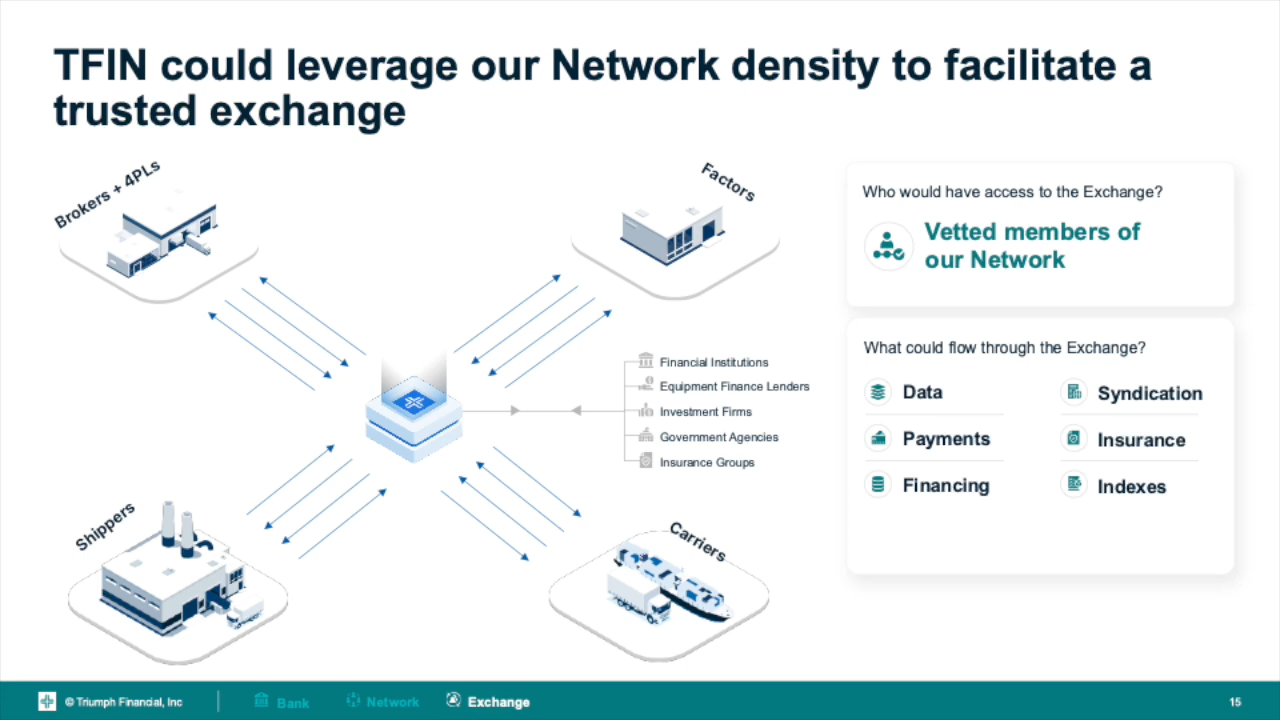 TFIN could leverage our Network density to facilitate a
trusted exchange
Brokers + 4PLs
Factors
Financial Institutions
Equipment Finance Lenders
Investment Firms
Government Agencies
Insurance Groups
Shippers
Carriers
Who would have access to the Exchange?
Vetted members of
our Network
What could flow through the Exchange?
Data
Syndication
Payments
Insurance
Financing
Indexes
© Triumph Financial, Inc
Bank
Network
Exchange
15